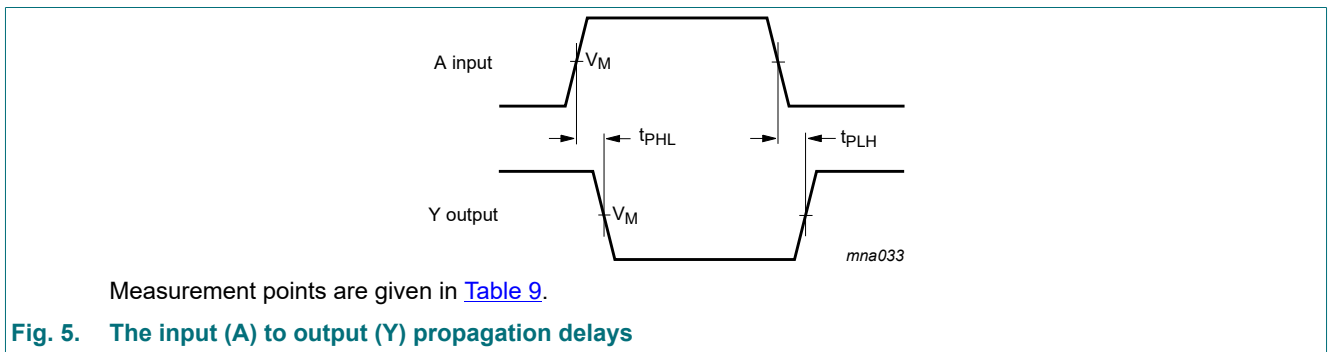 A input
VM
tPHL
tPLH
Y output
VM
mna033
Measurement points are given in Table 9.
Fig. 5. The input (A) to output (Y) propagation delays